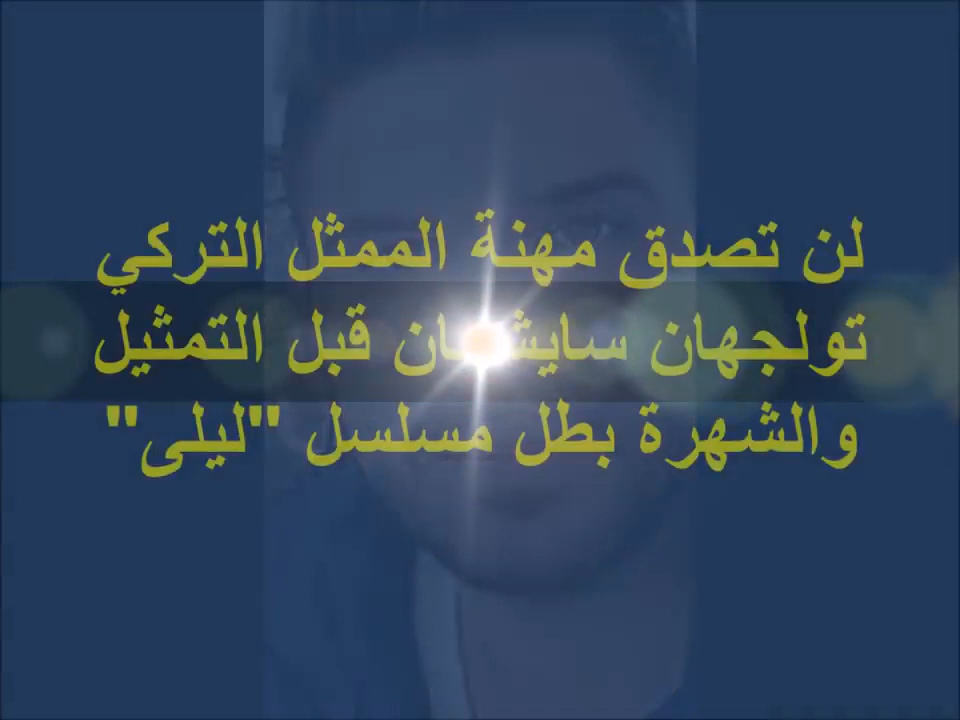 لن تصدق مهنة الممثل التركي
تولجهان سايشمان قبل التمثيل
والشهرة بطل مسلسل "ليلى"